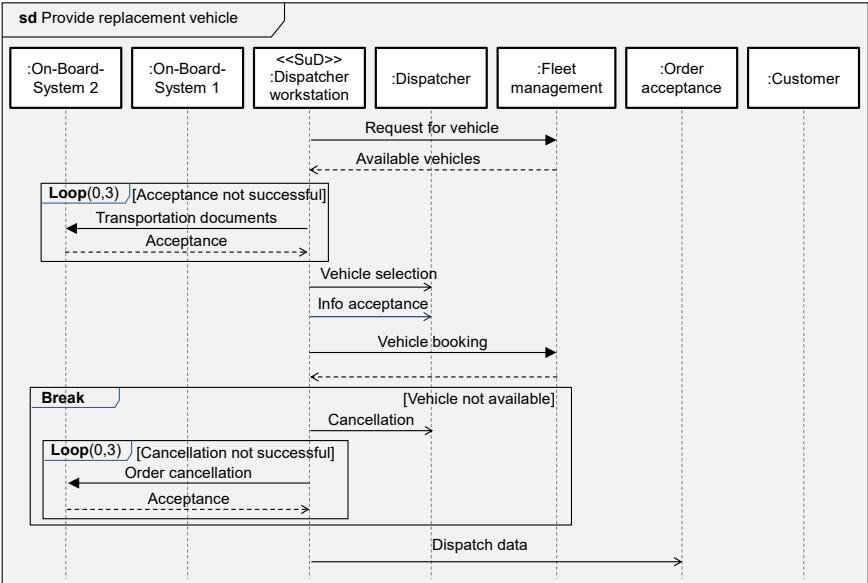 sd Provide replacement vehicle
:On-Board-
System 2
:On-Board-
System 1
<<SuD>>
:Dispatcher
workstation
:Dispatcher
:Fleet
management
:Order
acceptance
:Customer
Request for vehicle
Available vehicles
Loop(0,3) [Acceptance not successful]
Transportation documents
Acceptance
Vehicle selection
Info acceptance
Vehicle booking
Break [Vehicle not available]
Cancellation
Loop(0,3) [Cancellation not successful]
Order cancellation
Acceptance
Dispatch data